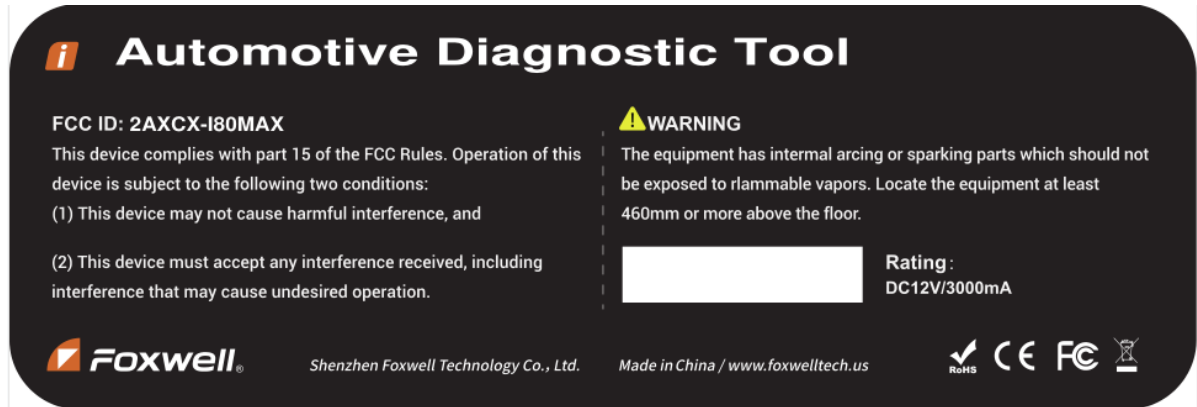 i Automotive Diagnostic Tool
FCC ID: 2AXCX-I80MAX
This device complies with part 15 of the FCC Rules. Operation of this
device is subject to the following two conditions:
(1) This device may not cause harmful interference, and
(2) This device must accept any interference received, including
interference that may cause undesired operation.
⚠WARNING
The equipment has intermal arcing or sparking parts which should not
be exposed to rlammable vapors. Locate the equipment at least
460mm or more above the floor.
Rating:
DC12V/3000mA
Foxwell®
Shenzhen Foxwell Technology Co., Ltd.
Made in China / www.foxwelltech.us
RoHS CE FC